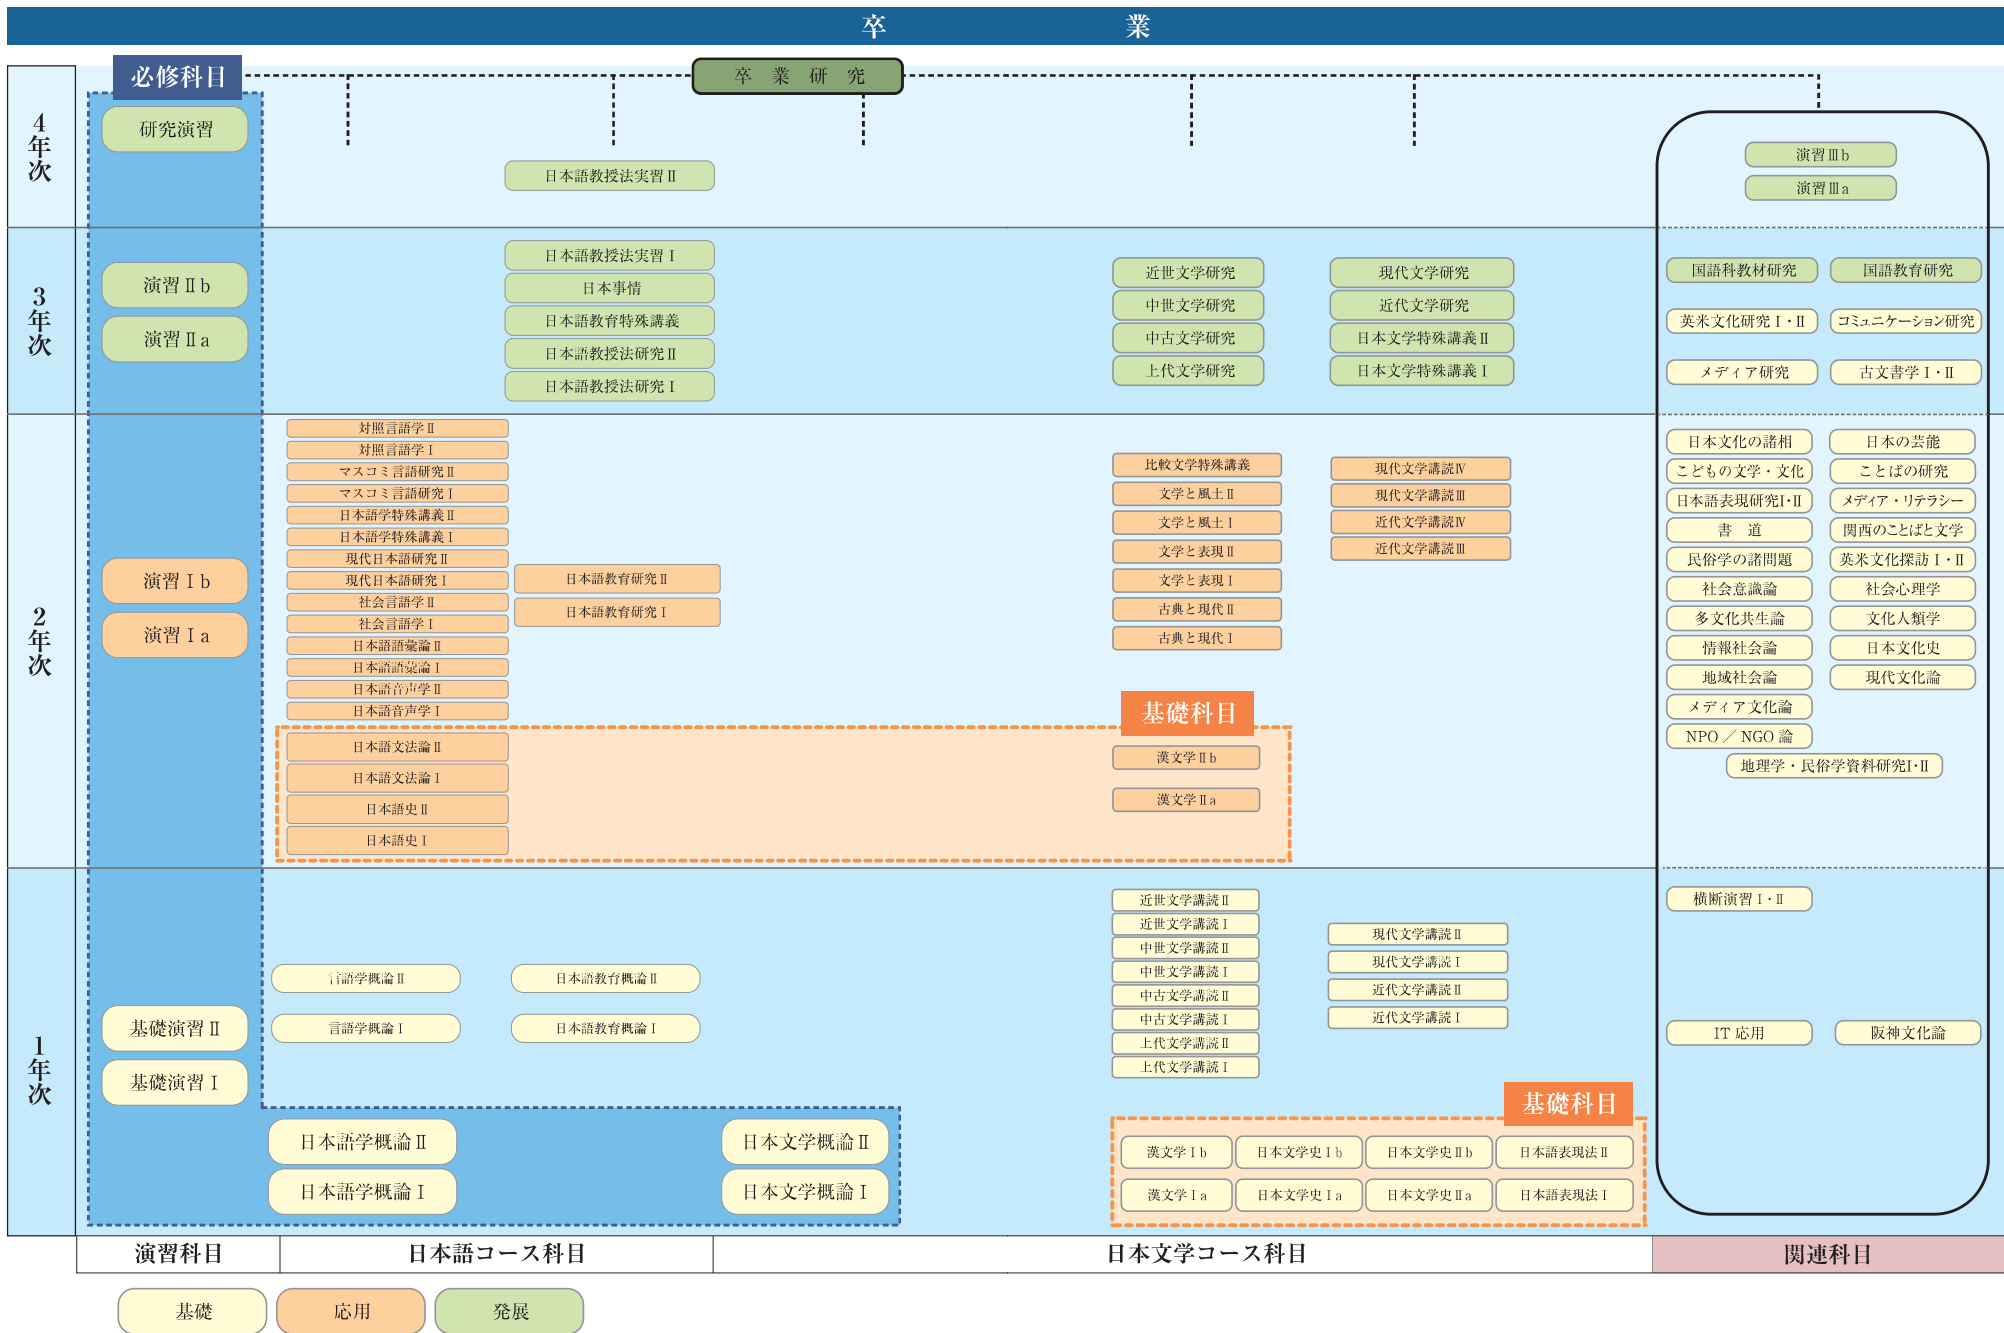 卒業
必修科目
卒業研究
4年次
研究演習
日本語教授法実習Ⅱ
演習Ⅲb
演習Ⅲa
3年次
演習Ⅱb
演習Ⅱa
日本語教授法実習Ⅰ
日本事情
日本語教育特殊講義
日本語教授法研究Ⅱ
日本語教授法研究Ⅰ
近世文学研究
中世文学研究
中古文学研究
上代文学研究
現代文学研究
近代文学研究
日本文学特殊講義Ⅱ
日本文学特殊講義Ⅰ
国語科教材研究
国語教育研究
英米文化研究Ⅰ・Ⅱ
コミュニケーション研究
メディア研究
古文書学Ⅰ・Ⅱ
2年次
演習Ⅰb
演習Ⅰa
対照言語学Ⅱ
対照言語学Ⅰ
マスコミ言語研究Ⅱ
マスコミ言語研究Ⅰ
日本語学特殊講義Ⅱ
日本語学特殊講義Ⅰ
現代日本語研究Ⅱ
現代日本語研究Ⅰ
社会言語学Ⅱ
社会言語学Ⅰ
日本語語彙論Ⅱ
日本語語彙論Ⅰ
日本語音声学Ⅱ
日本語音声学Ⅰ
日本語教育研究Ⅱ
日本語教育研究Ⅰ
日本語文法論Ⅱ
日本語文法論Ⅰ
日本語史Ⅱ
日本語史Ⅰ
比較文学特殊講義
文学と風土Ⅱ
文学と風土Ⅰ
文学と表現Ⅱ
文学と表現Ⅰ
古典と現代Ⅱ
古典と現代Ⅰ
現代文学講読Ⅳ
現代文学講読Ⅲ
近代文学講読Ⅳ
近代文学講読Ⅲ
基礎科目
漢文学Ⅱb
漢文学Ⅱa
日本文化の諸相
日本の芸能
こどもの文学・文化
ことばの研究
日本語表現研究Ⅰ・Ⅱ
メディア・リテラシー
書 道
関西のことばと文学
民俗学の諸問題
英米文化探訪Ⅰ・Ⅱ
社会意識論
社会心理学
多文化共生論
文化人類学
情報社会論
日本文化史
地域社会論
現代文化論
メディア文化論
NPO/NGO 論
地理学・民俗学資料研究Ⅰ・Ⅱ
1年次
基礎演習Ⅱ
基礎演習Ⅰ
言語学概論Ⅱ
言語学概論Ⅰ
日本語教育概論Ⅱ
日本語教育概論Ⅰ
日本語学概論Ⅱ
日本語学概論Ⅰ
日本文学概論Ⅱ
日本文学概論Ⅰ
近世文学講読Ⅱ
近世文学講読Ⅰ
中世文学講読Ⅱ
中世文学講読Ⅰ
中古文学講読Ⅱ
中古文学講読Ⅰ
上代文学講読Ⅱ
上代文学講読Ⅰ
現代文学講読Ⅱ
現代文学講読Ⅰ
近代文学講読Ⅱ
近代文学講読Ⅰ
基礎科目
漢文学Ⅰb
日本文学史Ⅰb
日本文学史Ⅱb
日本語表現法Ⅱ
漢文学Ⅰa
日本文学史Ⅰa
日本文学史Ⅱa
日本語表現法Ⅰ
横断演習Ⅰ・Ⅱ
IT 応用
阪神文化論
演習科目
日本語コース科目
日本文学コース科目
関連科目
基礎
応用
発展